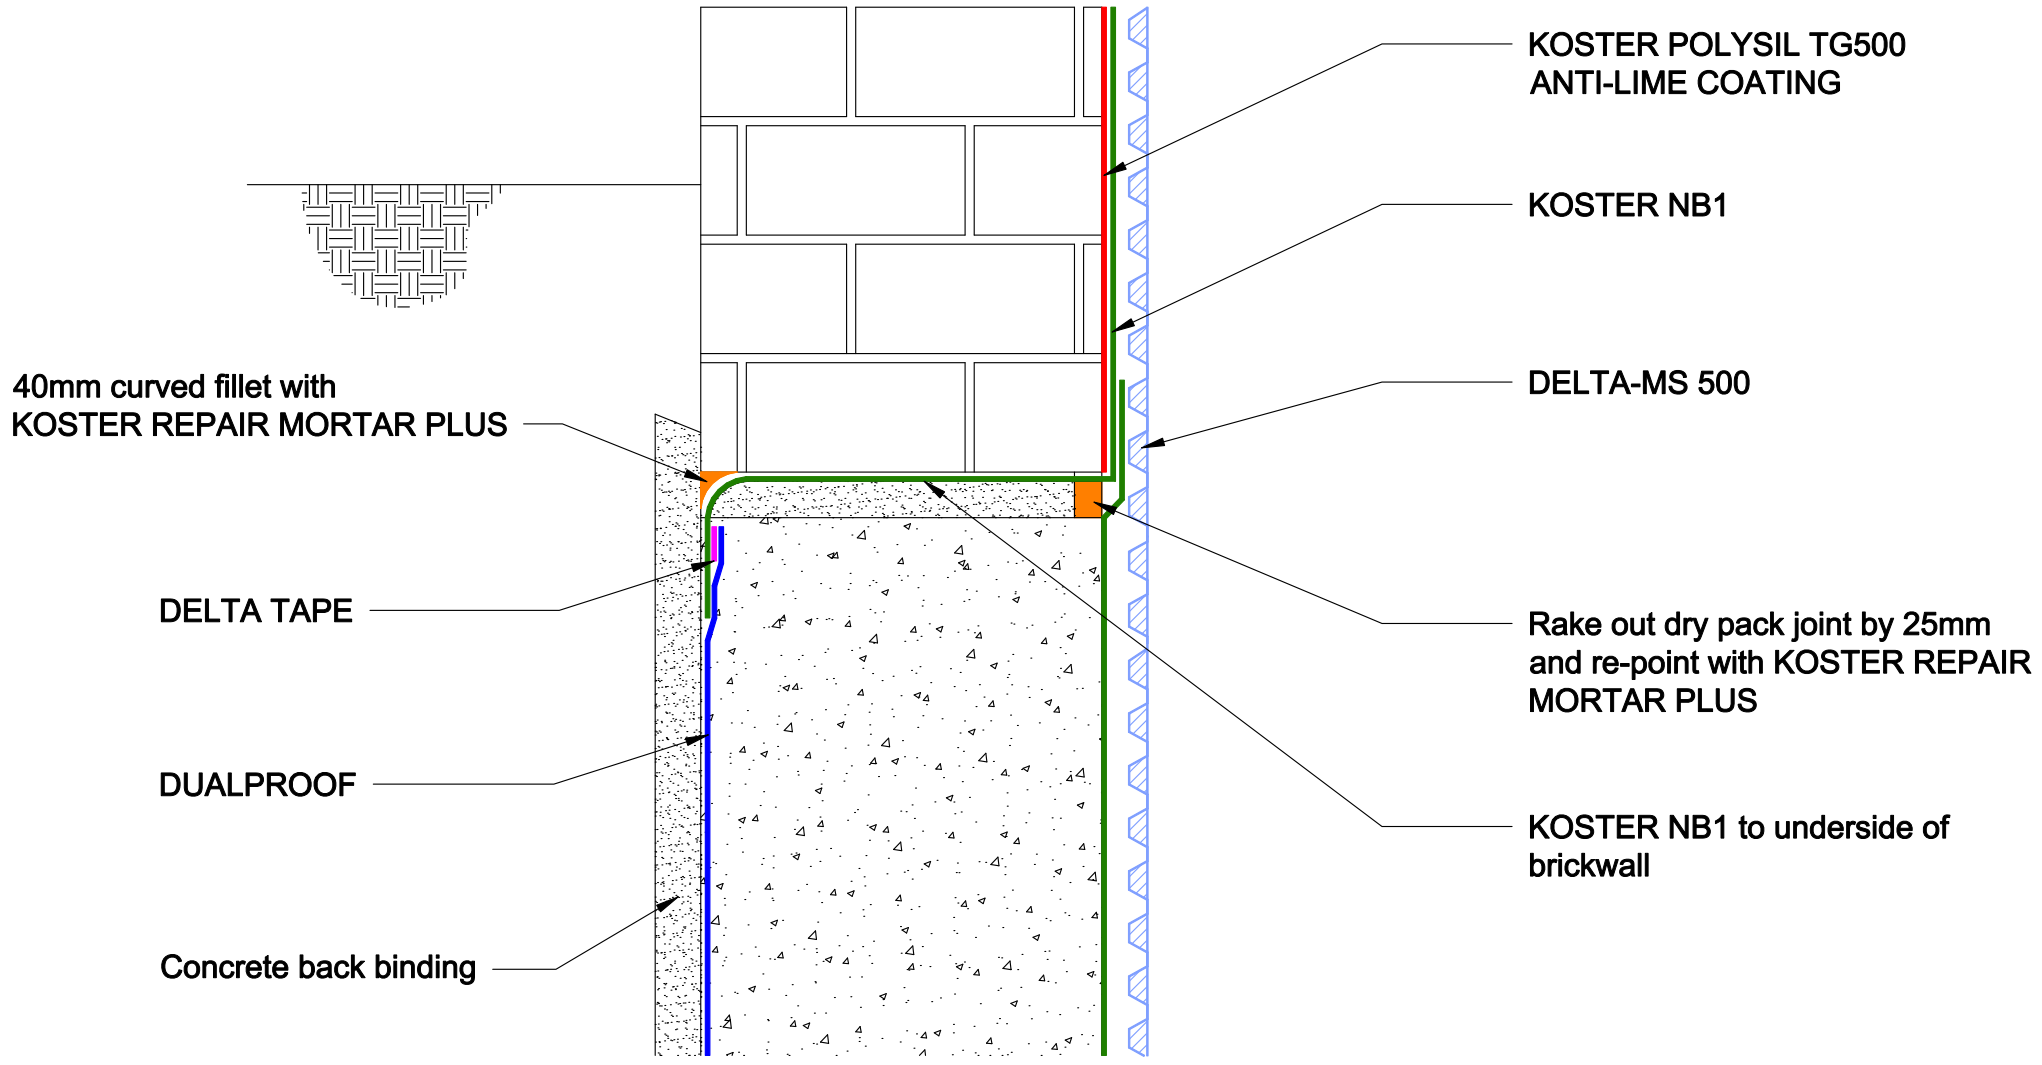 40mm curved fillet with
KOSTER REPAIR MORTAR PLUS
DELTA TAPE
DUALPROOF
Concrete back binding
KOSTER POLYSIL TG500
ANTI-LIME COATING
KOSTER NB1
DELTA-MS 500
Rake out dry pack joint by 25mm
and re-point with KOSTER REPAIR
MORTAR PLUS
KOSTER NB1 to underside of
brickwall